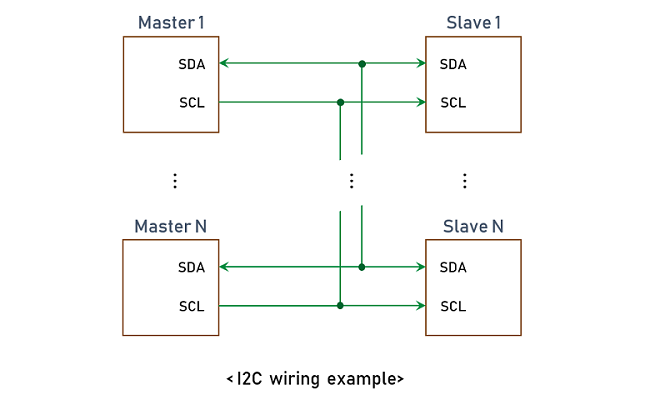 Master 1
Slave 1
SDA
SDA
SCL
SCL
Master N
Slave N
SDA
SDA
SCL
SCL
<I2C wiring example>